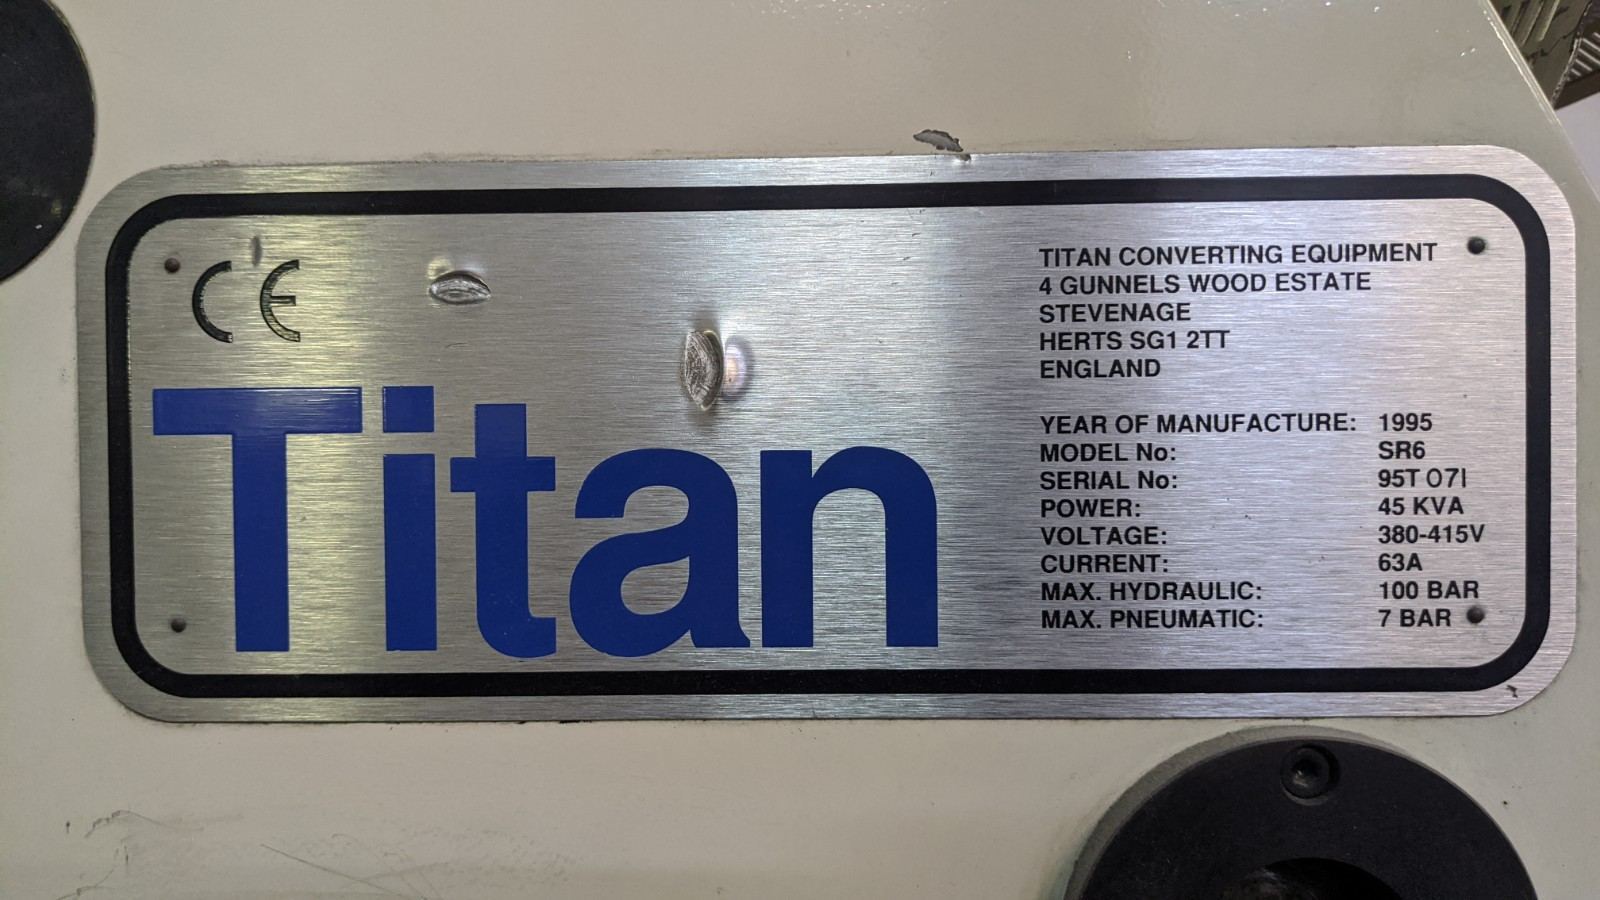 CE
Titan
TITAN CONVERTING EQUIPMENT
4 GUNNELS WOOD ESTATE
STEVENAGE
HERTS SG1 2TT
ENGLAND
YEAR OF MANUFACTURE: 1995
MODEL No: SR6
SERIAL No: 95T 071
POWER: 45 KVA
VOLTAGE: 380-415V
CURRENT: 63A
MAX. HYDRAULIC: 100 BAR
MAX. PNEUMATIC: 7 BAR